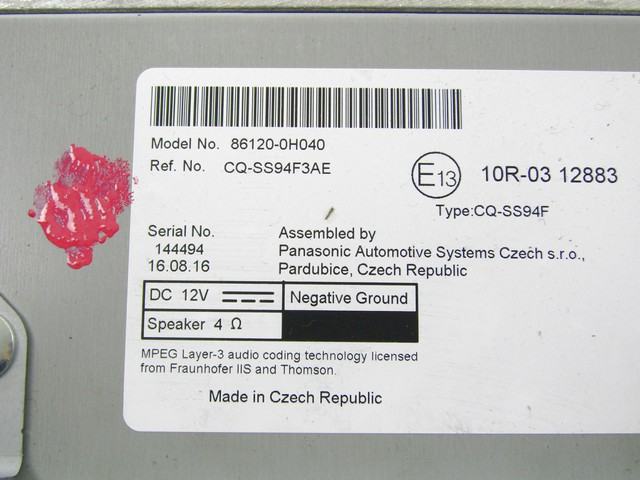 Model No. 86120-0H040
Ref. No. CQ-SS94F3AE
E13 10R-03 12883
Type:CQ-SS94F
Serial No.
144494
16.08.16
Assembled by
Panasonic Automotive Systems Czech s.r.o.,
Pardubice, Czech Republic
DC 12V Negative Ground
Speaker 4 Ω
MPEG Layer-3 audio coding technology licensed
from Fraunhofer IIS and Thomson.
Made in Czech Republic